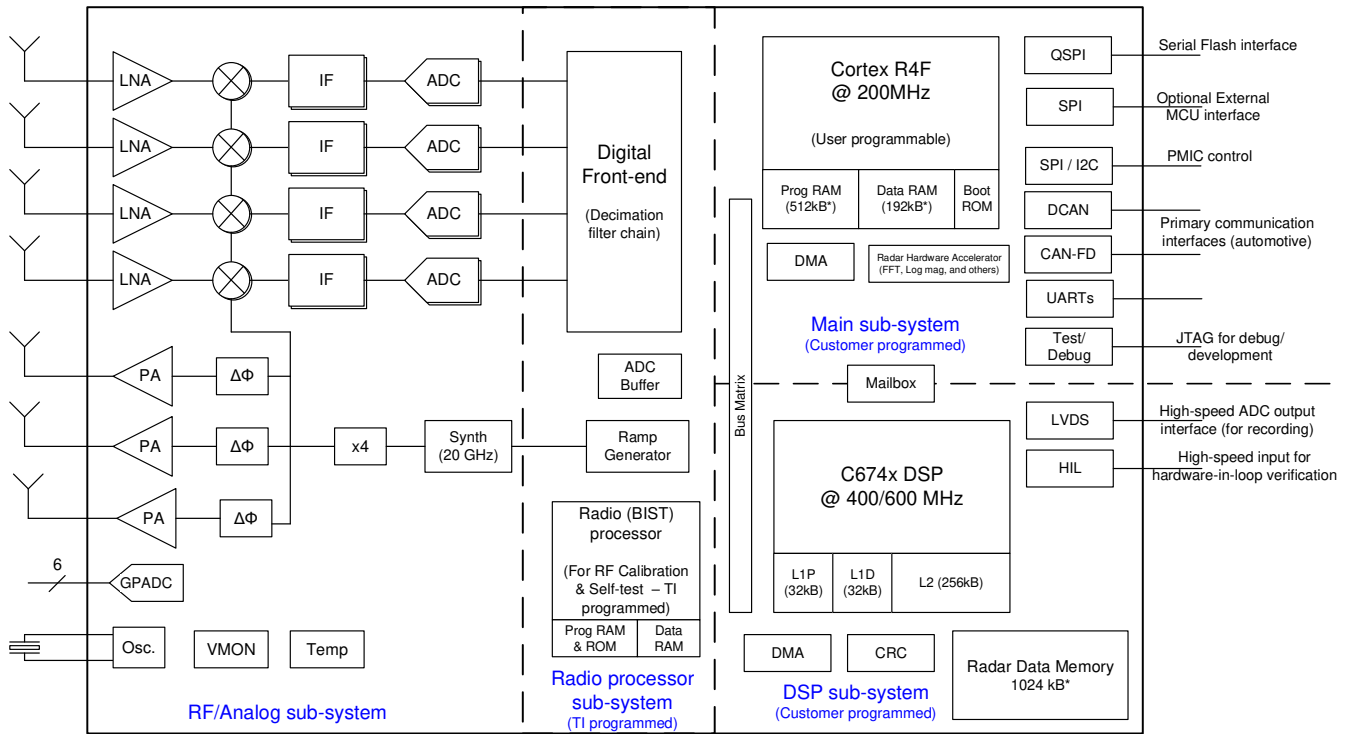 LNA
IF
ADC
LNA
IF
ADC
LNA
IF
ADC
LNA
IF
ADC
PA
ΔΦ
PA
ΔΦ
x4
Synth
(20 GHz)
PA
ΔΦ
6
GPADC
Osc.
VMON
Temp
RF/Analog sub-system
Digital
Front-end
(Decimation
filter chain)
ADC
Buffer
Ramp
Generator
Radio (BIST)
processor
(For RF Calibration
& Self-test – TI
programmed)
Prog RAM
& ROM
Data
RAM
Radio processor
sub-system
(TI programmed)
Bus Matrix
Cortex R4F
@ 200MHz
(User programmable)
Prog RAM
(512kB*)
Data RAM
(192kB*)
Boot
ROM
DMA
Radar Hardware Accelerator
(FFT, Log mag, and others)
Main sub-system
(Customer programmed)
Mailbox
C674x DSP
@ 400/600 MHz
L1P
(32kB)
L1D
(32kB)
L2 (256kB)
DMA
CRC
Radar Data Memory
1024 kB*
DSP sub-system
(Customer programmed)
QSPI
Serial Flash interface
SPI
Optional External
MCU interface
SPI / I2C
PMIC control
DCAN
Primary communication
interfaces (automotive)
CAN-FD
UARTs
Test/
Debug
JTAG for debug/
development
LVDS
High-speed ADC output
interface (for recording)
HIL
High-speed input for
hardware-in-loop verification